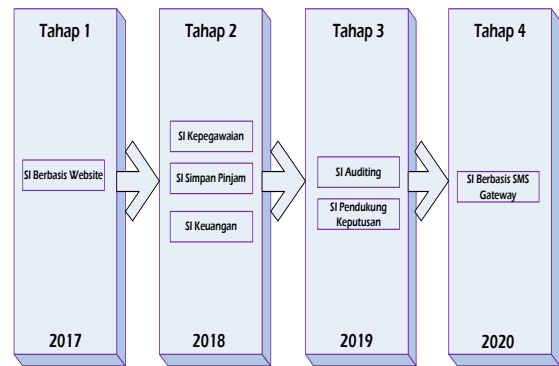 Tahap 1
SI Berbasis Website
2017
Tahap 2
SI Kepegawaian
SI Simpan Pinjam
SI Keuangan
2018
Tahap 3
SI Auditing
SI Pendukung
Keputusan
2019
Tahap 4
SI Berbasis SMS
Gateway
2020